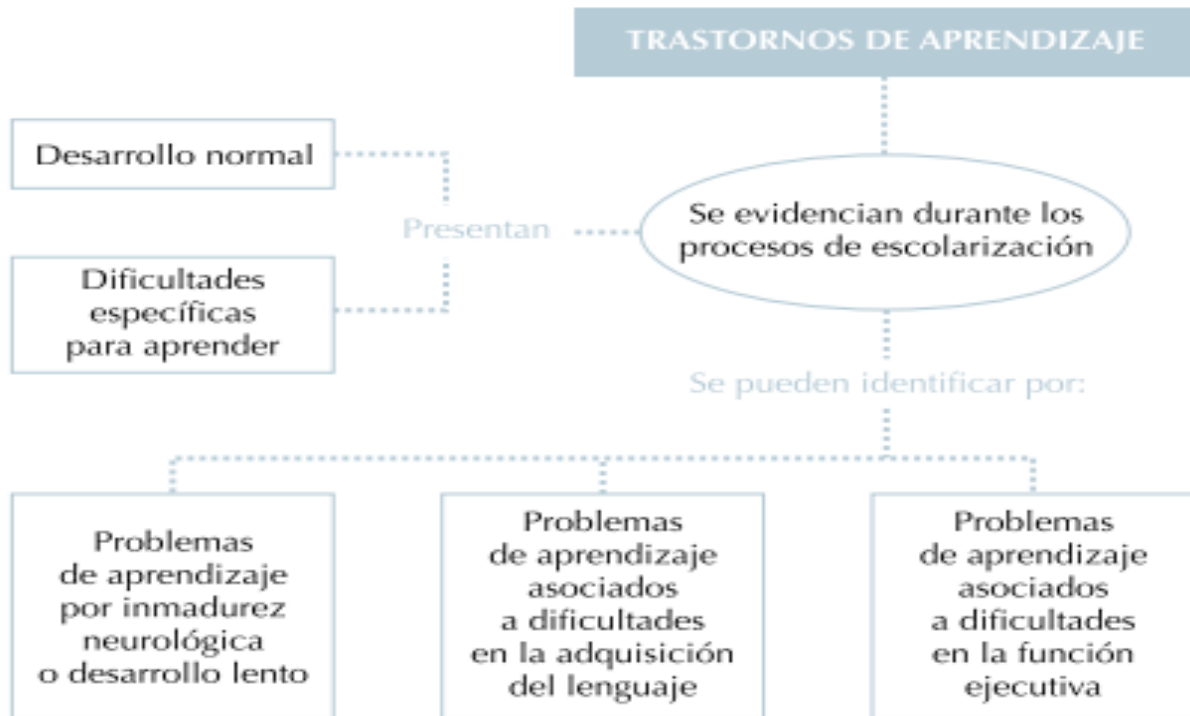 TRASTORNOS DE APRENDIZAJE
Desarrollo normal
Presentan
Se evidencian durante los
procesos de escolarización
Dificultades
específicas
para aprender
Se pueden identificar por:
Problemas
de aprendizaje
por inmadurez
neurológica
o desarrollo lento
Problemas
de aprendizaje
asociados
a dificultades
en la adquisición
del lenguaje
Problemas
de aprendizaje
asociados
a dificultades
en la función
ejecutiva